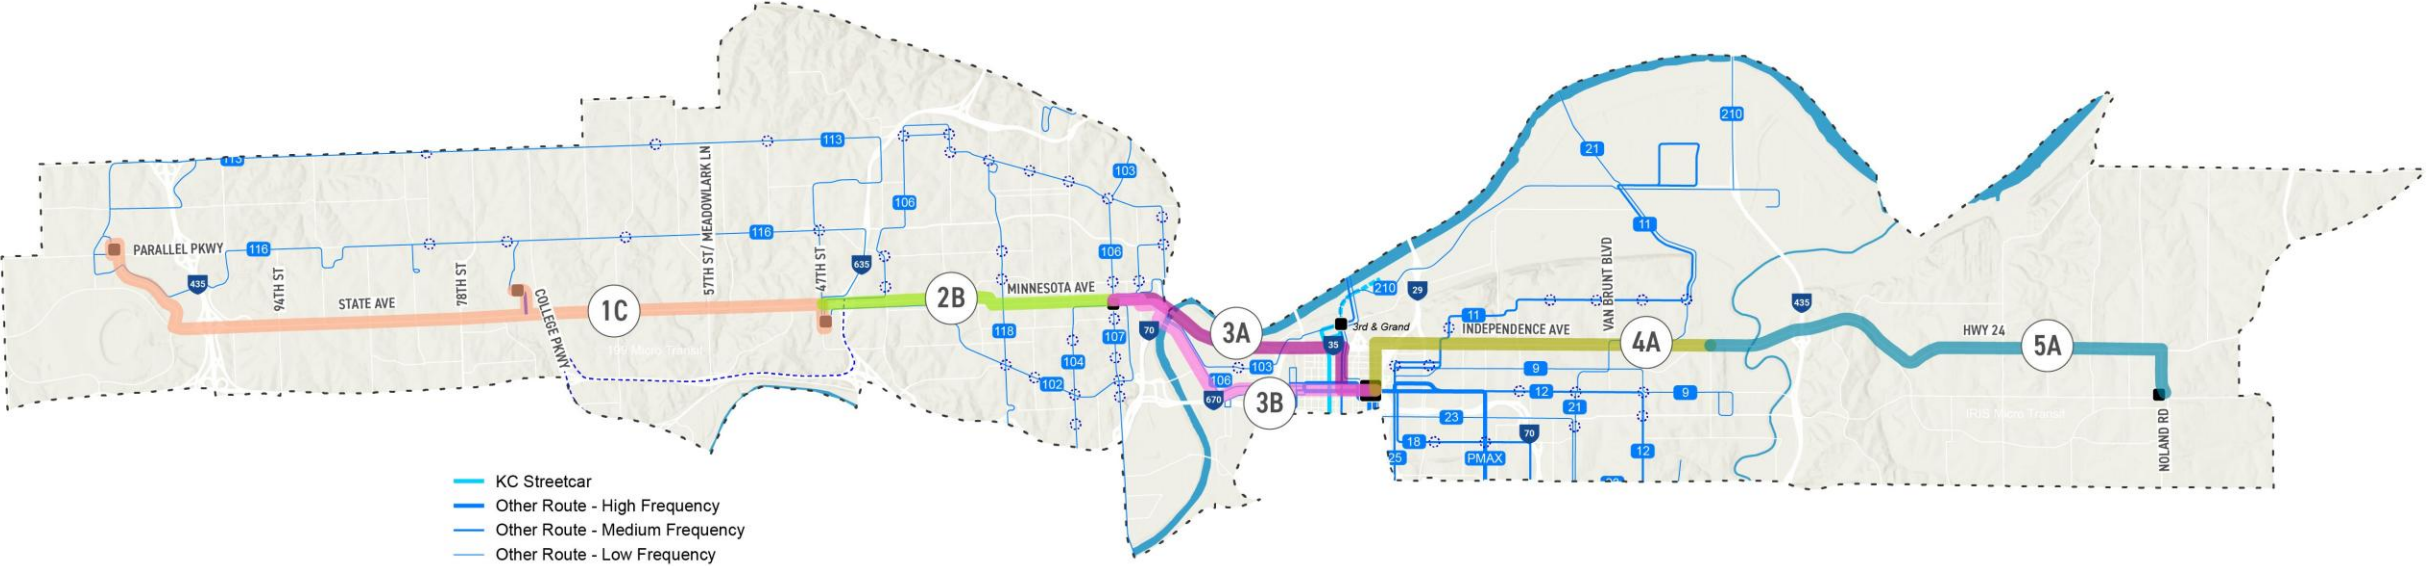 113
113
103
106
116
PARALLEL PKWY
116
435
94TH ST
STATE AVE
78TH ST
COLLEGE PKWY
1C
57TH ST/ MEADOWLARK LN
47TH ST
635
2B
MINNESOTA AVE
106
118
104
107
102
70
3A
103
106
670
3B
210
3rd & Grand
35
29
210
21
11
11
INDEPENDENCE AVE
VAN BRUNT BLVD
4A
435
HWY 24
5A
9
12
9
21
23
18
70
25
PMAX
12
IRIS Micro Transit
NOLAND RD
KC Streetcar
Other Route - High Frequency
Other Route - Medium Frequency
Other Route - Low Frequency